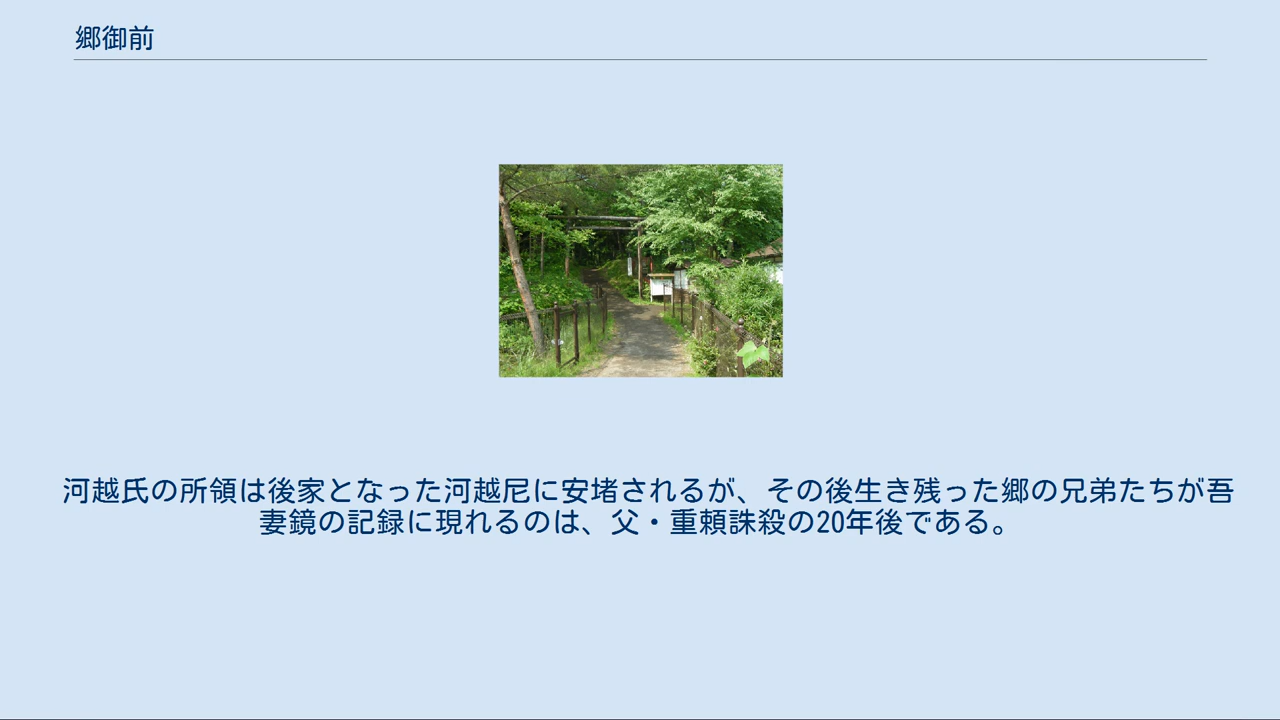 郷御前
河越氏の所領は後家となった河越尼に安堵されるが、その後生き残った郷の兄弟たちが吾
妻鏡の記録に現れるのは、父・重頼誅殺の20年後である。